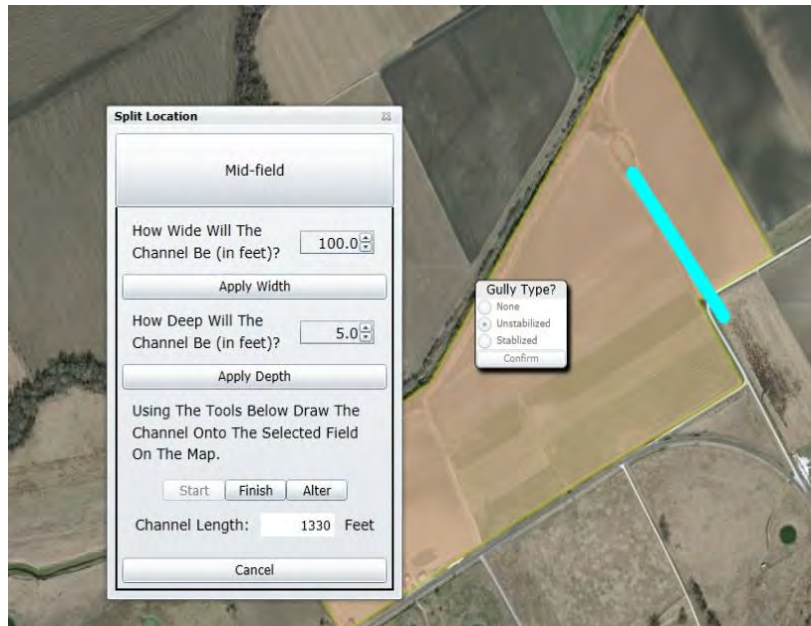 Split Location
Mid-field
How Wide Will The
Channel Be (in feet)?
100.0
Apply Width
How Deep Will The
Channel Be (in feet)?
5.0
Apply Depth
Using The Tools Below Draw The
Channel Onto The Selected Field
On The Map.
Start Finish Alter
Channel Length: 1330 Feet
Cancel
Gully Type?
None
Unstabilized
Stablized
Confirm